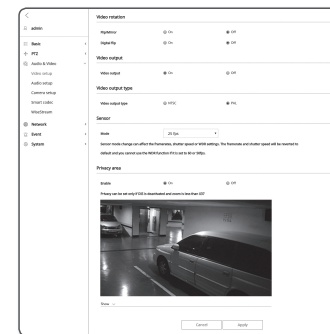 admin
Basic
PTZ
Audio & Video
Video setup
Audio setup
Camera setup
Smart codec
WiseStream
Network
Event
System
Video rotation
Flip/Mirror On Off
Digital flip On Off
Video output
Video output On Off
Video output type
Video output type NTSC PAL
Sensor
Mode 25 fps
Sensor mode change can affect the framerate, shutter speed or WDR settings. The framerate and shutter speed will be reverted to
default and you cannot use the WDR function if it is set to 60 or 50fps.
Privacy area
Enable On Off
Privacy can be set only if DIS is deactivated and zoom is less than
Show
Cancel Apply